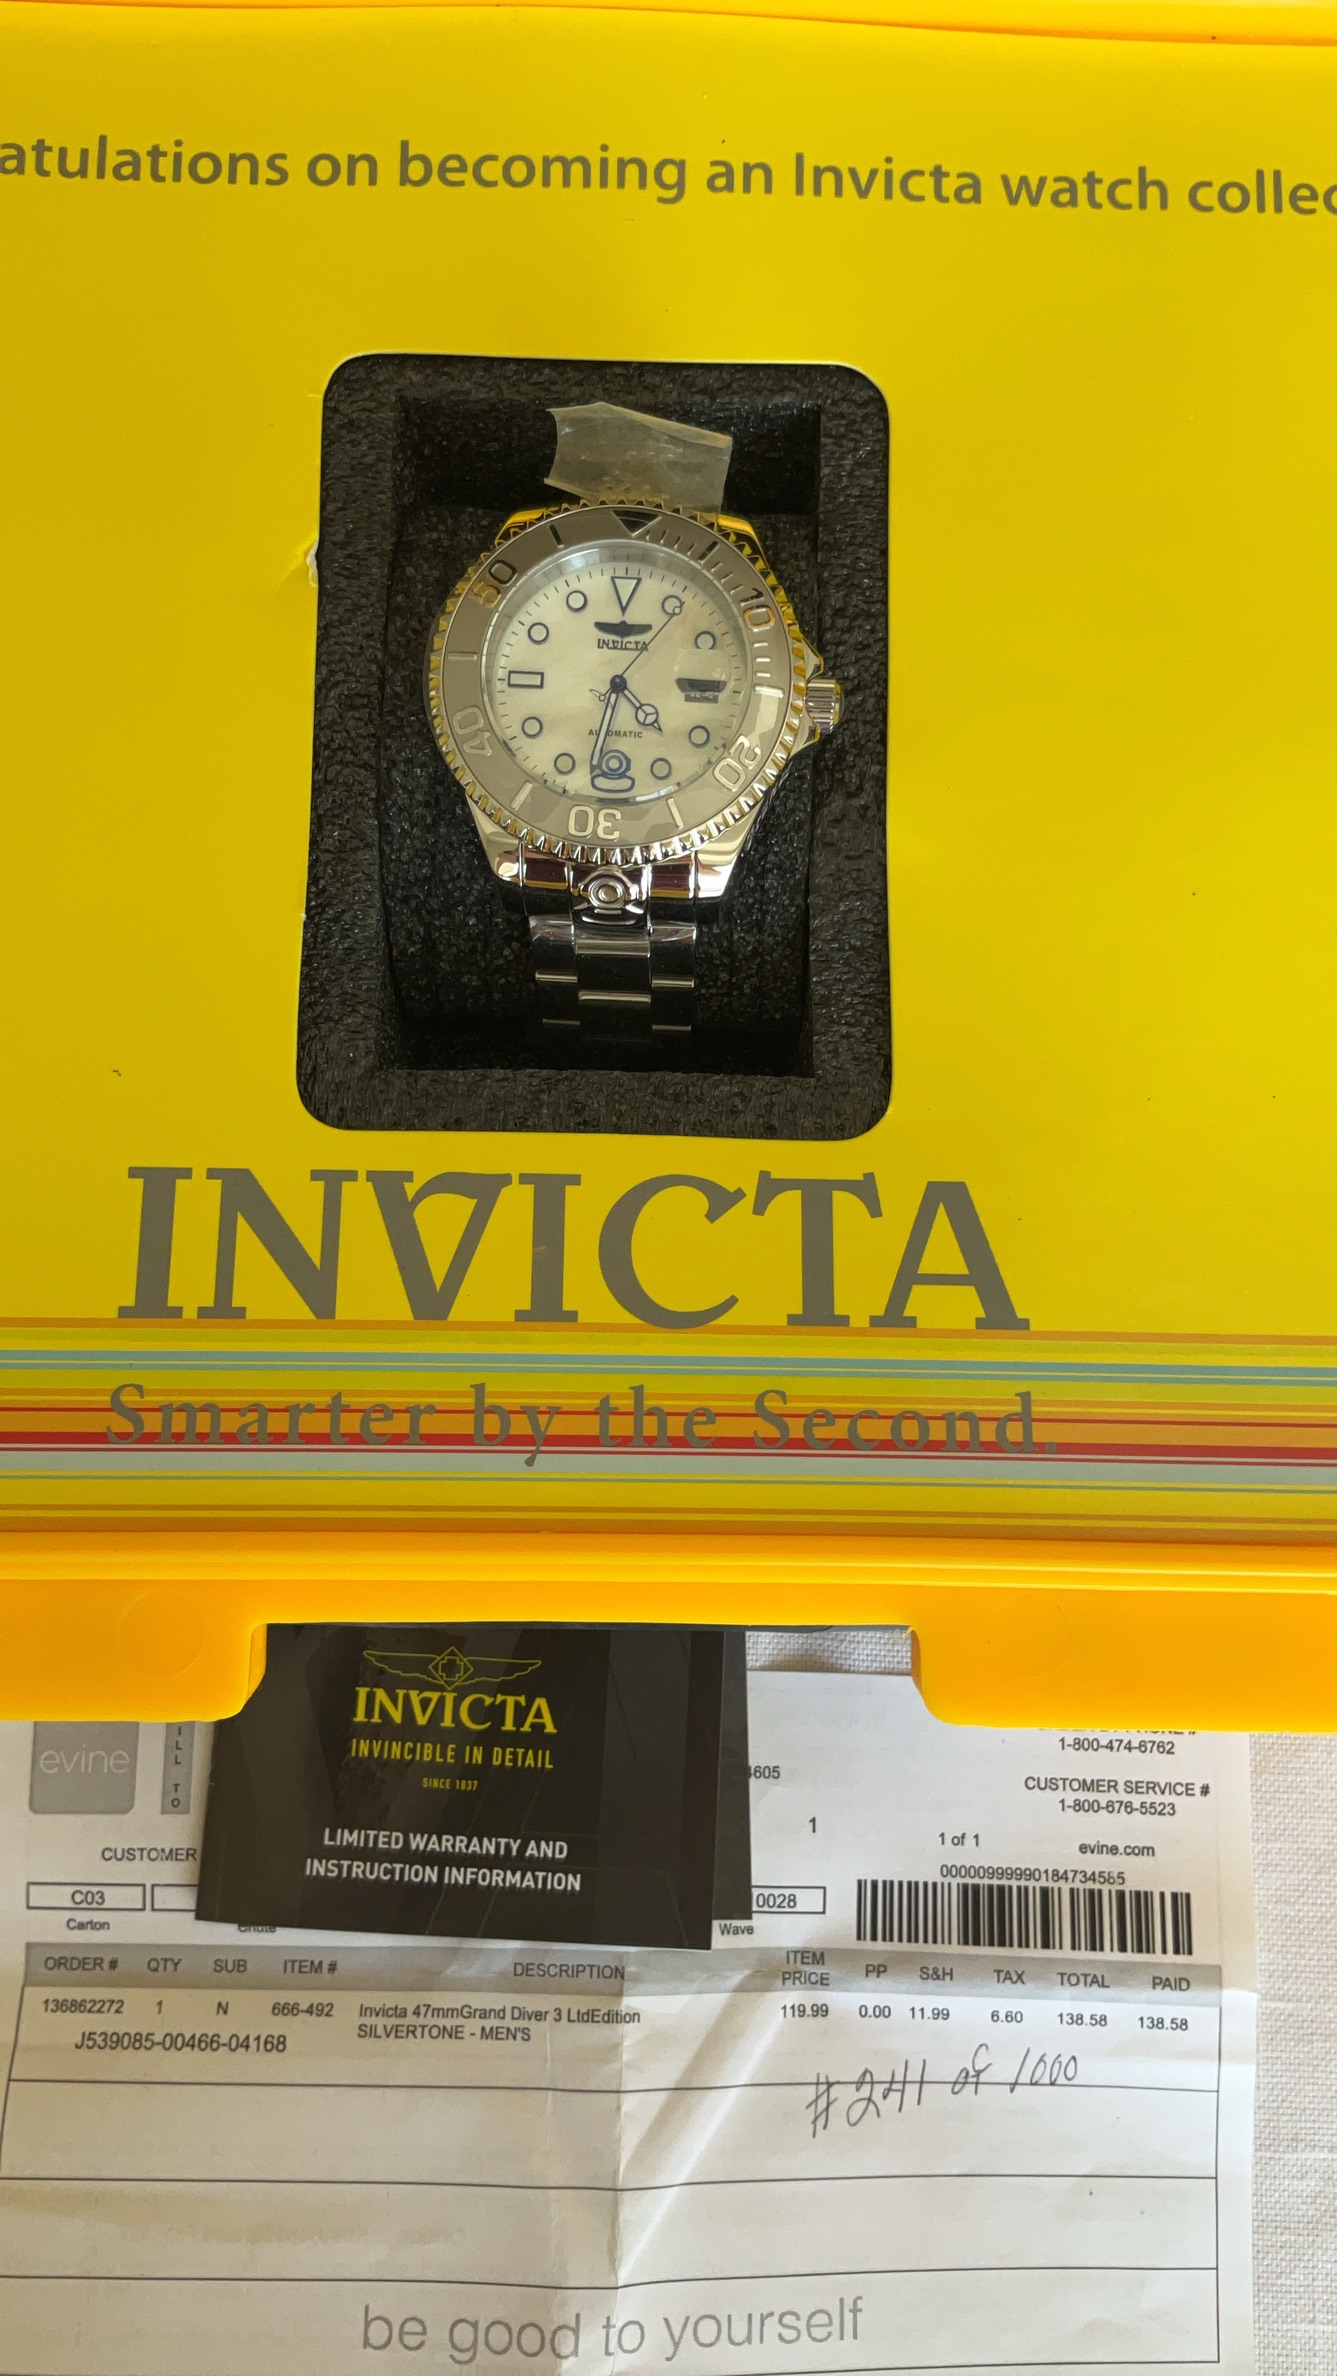 atulations on becoming an Invicta watch collec
50
10
INVICTA
40
20
AUTOMATIC
30
INVICTA
Smarter by the Second.
INVICTA
INVINCIBLE IN DETAIL
SINCE 1837
LIMITED WARRANTY AND
INSTRUCTION INFORMATION
evine
ILL TO
1-800-474-6762
4605
CUSTOMER SERVICE #
1-800-676-5523
1
1 of 1
evine.com
CUSTOMER
00000999990184734585
C03
0028
Carton
Chute
Wave
ORDER # QTY SUB ITEM # DESCRIPTION ITEM PRICE PP S&H TAX TOTAL PAID
136862272 1 N 666-492 Invicta 47mmGrand Diver 3 LtdEdition 119.99 0.00 11.99 6.60 138.58 138.58
SILVERTONE - MEN'S
J539085-00466-04168
#241 of 1000
be good to yourself